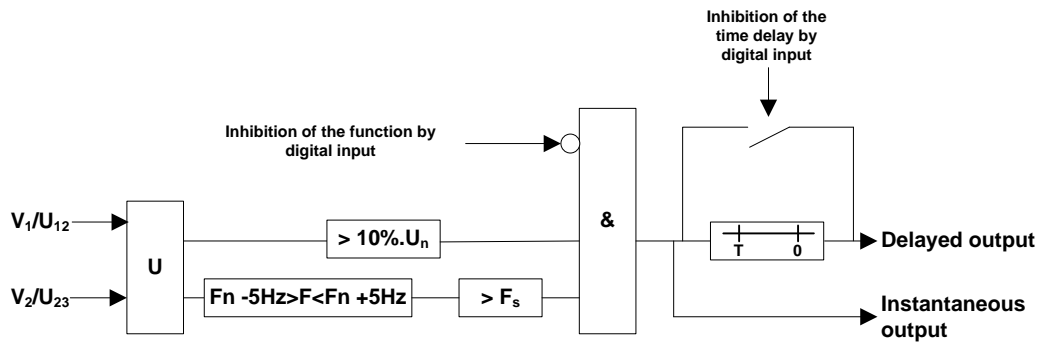 Inhibition of the
time delay by
digital input
Inhibition of the function by
digital input
V1/U12
&
> 10%.Un
T 0
Delayed output
U
V2/U23
Fn -5Hz>F<Fn +5Hz
> Fs
Instantaneous
output